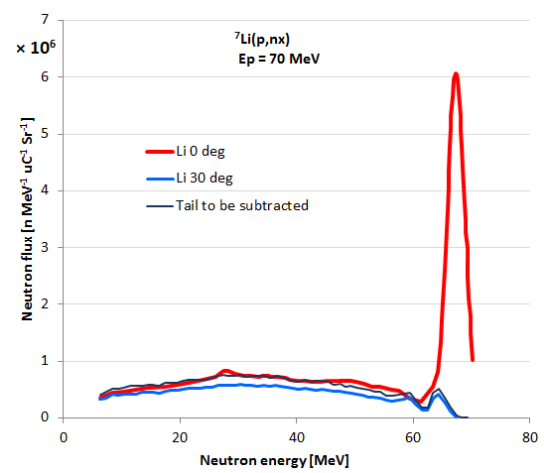 7
× 10⁶
⁷Li(p,nx)
Ep = 70 MeV
6
5
Li 0 deg
Li 30 deg
Tail to be subtracted
4
3
2
1
0
0 20 40 60 80
Neutron flux [n MeV⁻¹ uC⁻¹ Sr⁻¹]
Neutron energy [MeV]